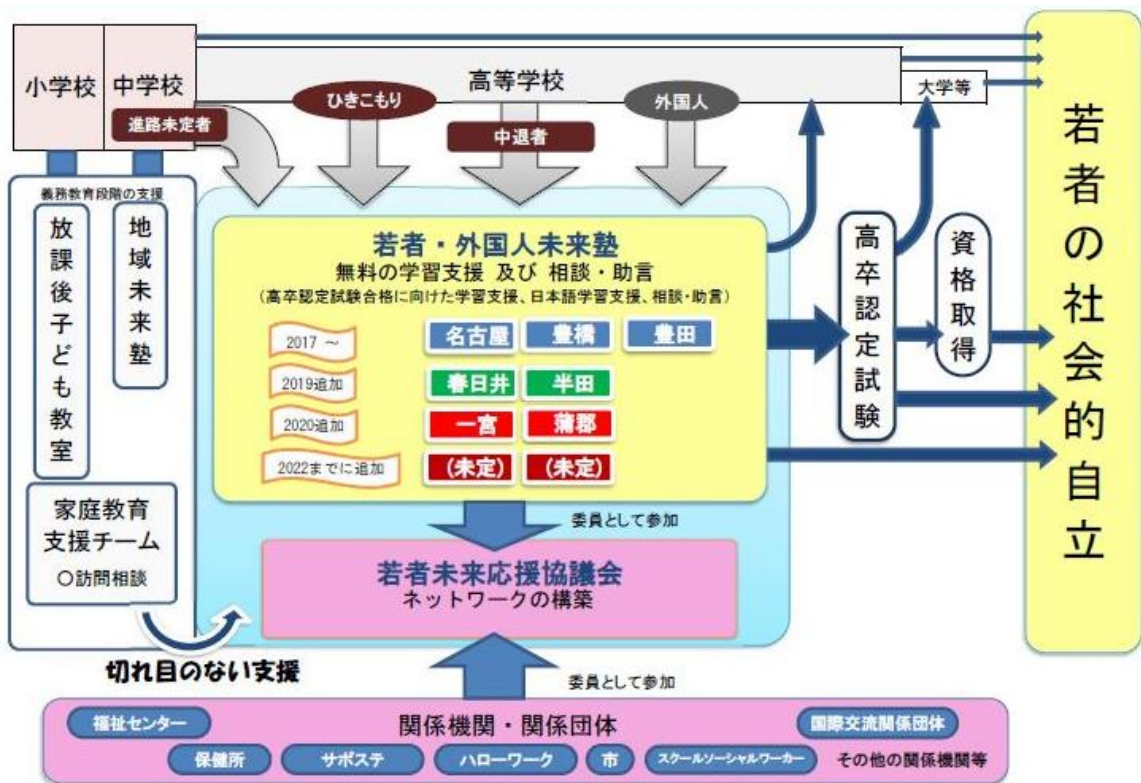 小学校
中学校
高等学校
大学等
進路未定者
ひきこもり
中退者
外国人
義務教育段階の支援
放課後子ども教室
地域未来塾
家庭教育
支援チーム
○訪問相談
切れ目のない支援
若者・外国人未来塾
無料の学習支援 及び 相談・助言
(高卒認定試験合格に向けた学習支援、日本語学習支援、相談・助言)
2017 ~ 名古屋 豊橋 豊田
2019追加 春日井 半田
2020追加 一宮 蒲郡
2022までに追加 (未定) (未定)
委員として参加
若者未来応援協議会
ネットワークの構築
委員として参加
高卒認定試験
資格取得
若者の社会的自立
関係機関・関係団体
福祉センター
国際交流関係団体
保健所 サポステ ハローワーク 市 スクールソーシャルワーカー その他の関係機関等